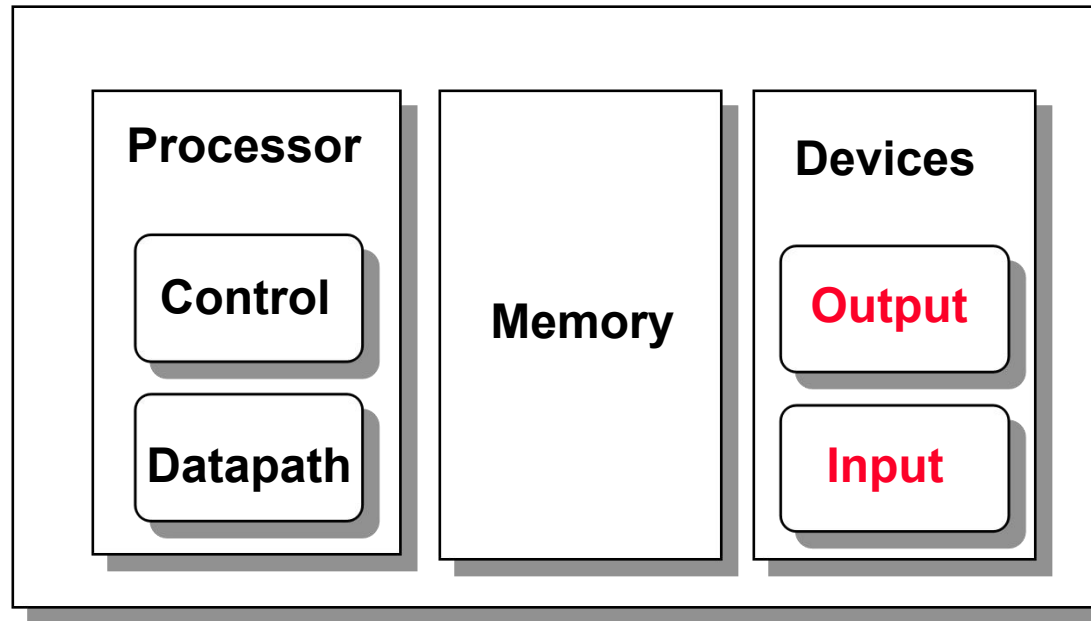 Processor
Control
Datapath
Memory
Devices
Output
Input